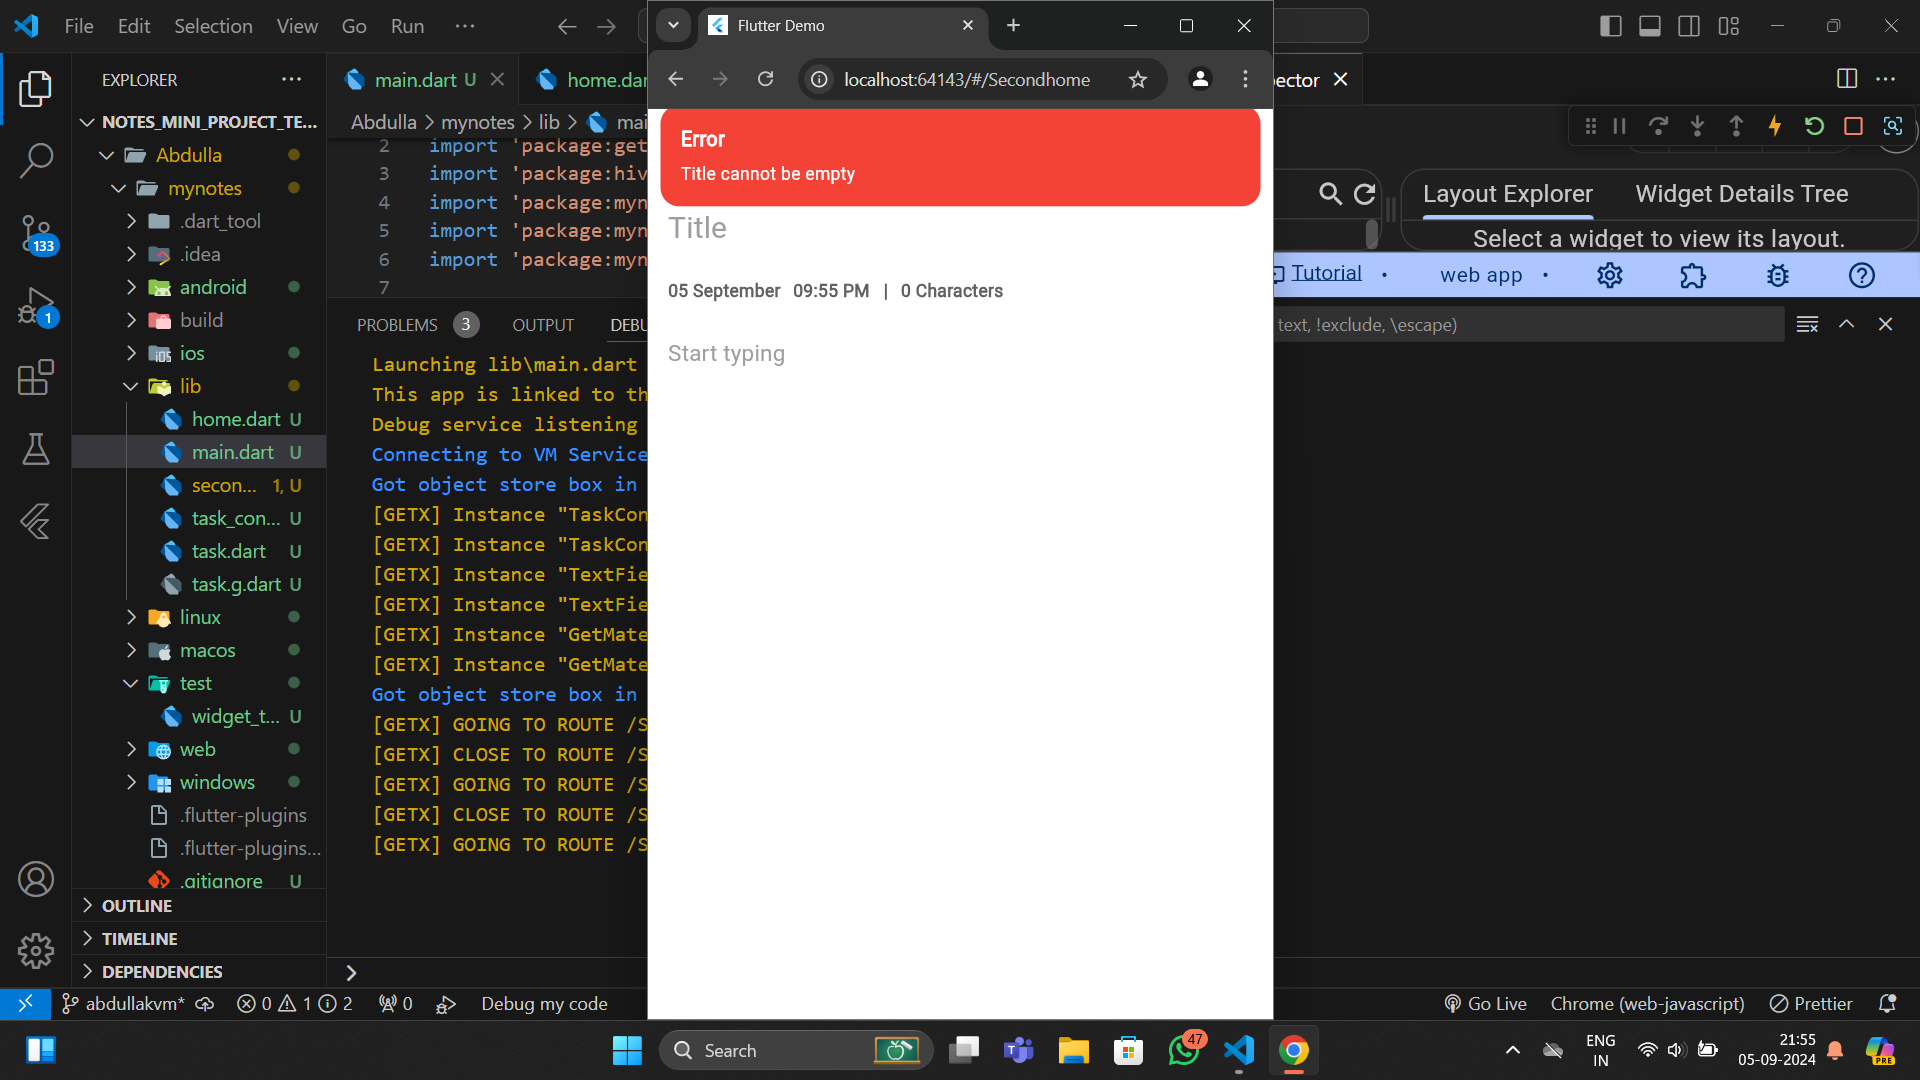 File Edit Selection View Go Run ···
Flutter Demo
localhost:64143/#/Secondhome
EXPLORER
NOTES_MINI_PROJECT_TE...
Abdulla
mynotes
.dart_tool
.idea
android
build
ios
lib
home.dart U
main.dart U
secon... 1, U
task_con... U
task.dart U
task.g.dart U
linux
macos
test
widget_t... U
web
windows
.flutter-plugins
.flutter-plugins...
.gitignore U
OUTLINE
TIMELINE
DEPENDENCIES
133
1
main.dart U
home.dar
ector
Abdulla > mynotes > lib > mai
2 import 'package:get
3 import 'package:hiv
4 import 'package:myn
5 import 'package:myn
6 import 'package:myn
7
PROBLEMS 3 OUTPUT DEBU
Launching lib\main.dart
This app is linked to th
Debug service listening
Connecting to VM Service
Got object store box in
[GETX] Instance "TaskCon
[GETX] Instance "TaskCon
[GETX] Instance "TextFie
[GETX] Instance "TextFie
[GETX] Instance "GetMate
[GETX] Instance "GetMate
Got object store box in
[GETX] GOING TO ROUTE /S
[GETX] CLOSE TO ROUTE /S
[GETX] GOING TO ROUTE /S
[GETX] CLOSE TO ROUTE /S
[GETX] GOING TO ROUTE /S
Error
Title cannot be empty
Title
05 September 09:55 PM | 0 Characters
Start typing
Layout Explorer Widget Details Tree
Select a widget to view its layout.
Tutorial • web app •
text, !exclude, \escape)
abdullakvm* 0 1 2 0 Debug my code
Go Live Chrome (web-javascript) Prettier
Search
47
PRE
ENG
IN
21:55
05-09-2024